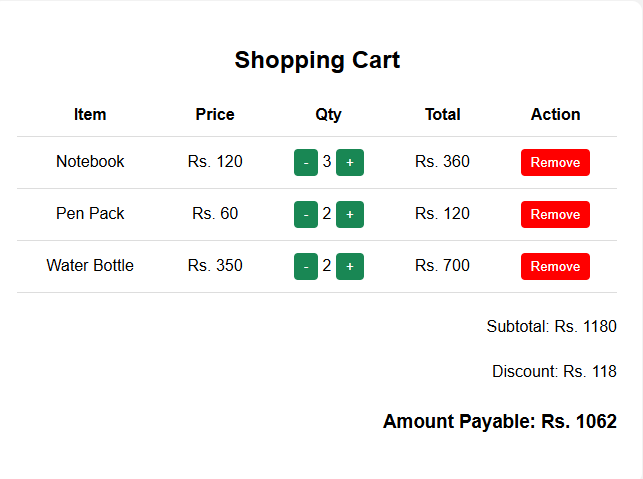 Shopping Cart
Item Price Qty Total Action
Notebook Rs. 120 - 3 + Rs. 360 Remove
Pen Pack Rs. 60 - 2 + Rs. 120 Remove
Water Bottle Rs. 350 - 2 + Rs. 700 Remove
Subtotal: Rs. 1180
Discount: Rs. 118
Amount Payable: Rs. 1062